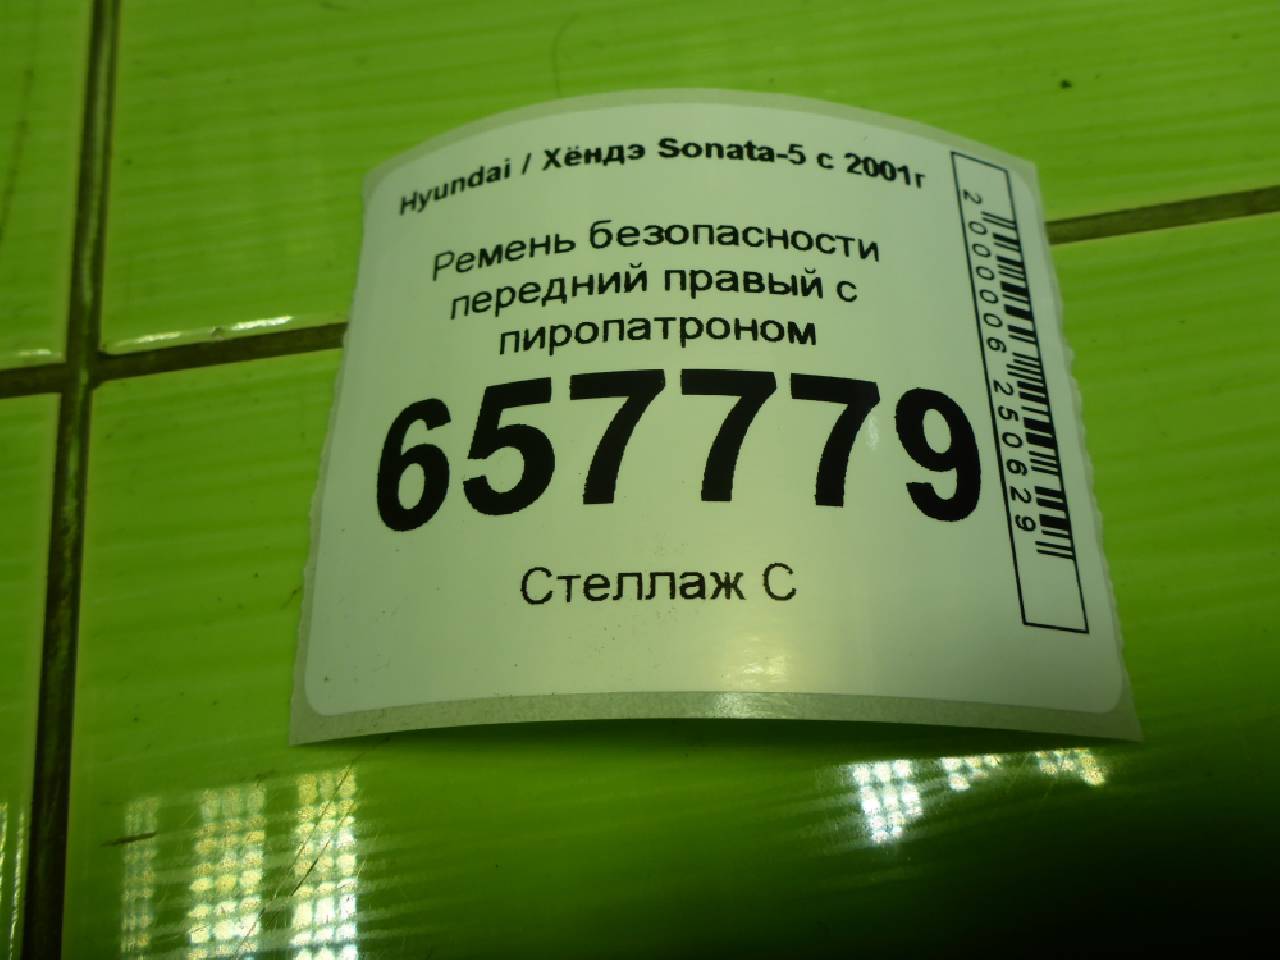 Hyundai / Хёндэ Sonata-5 с 2001г
Ремень безопасности
передний правый с
пиропатроном
657779
Стеллаж С
2000006250629